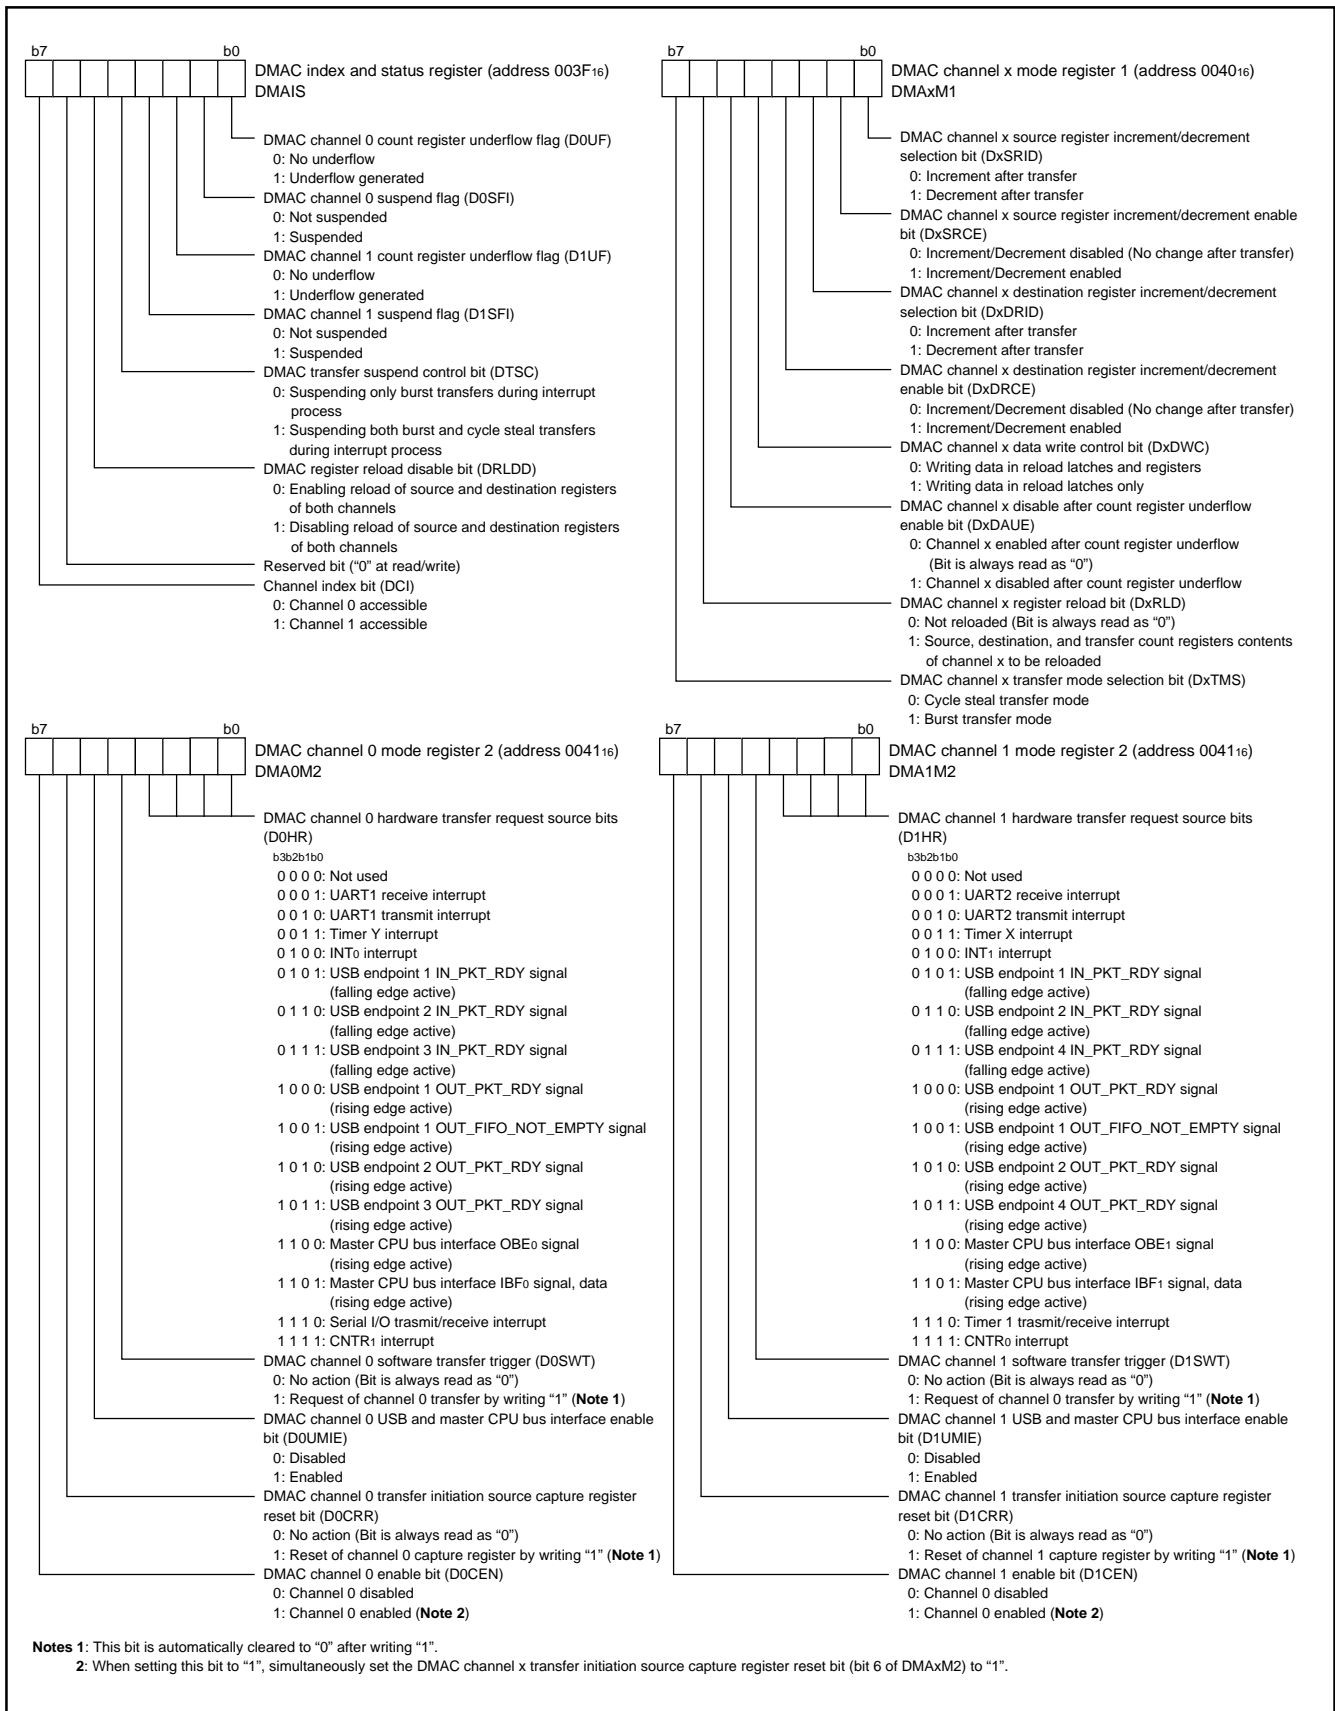 b7 b0
DMAC index and status register (address 003F16)
DMAIS
DMAC channel 0 count register underflow flag (D0UF)
0: No underflow
1: Underflow generated
DMAC channel 0 suspend flag (D0SFI)
0: Not suspended
1: Suspended
DMAC channel 1 count register underflow flag (D1UF)
0: No underflow
1: Underflow generated
DMAC channel 1 suspend flag (D1SFI)
0: Not suspended
1: Suspended
DMAC transfer suspend control bit (DTSC)
0: Suspending only burst transfers during interrupt
process
1: Suspending both burst and cycle steal transfers
during interrupt process
DMAC register reload disable bit (DRLDD)
0: Enabling reload of source and destination registers
of both channels
1: Disabling reload of source and destination registers
of both channels
Reserved bit (“0” at read/write)
Channel index bit (DCI)
0: Channel 0 accessible
1: Channel 1 accessible
b7 b0
DMAC channel x mode register 1 (address 004016)
DMAxM1
DMAC channel x source register increment/decrement
selection bit (DxSRID)
0: Increment after transfer
1: Decrement after transfer
DMAC channel x source register increment/decrement enable
bit (DxSRCE)
0: Increment/Decrement disabled (No change after transfer)
1: Increment/Decrement enabled
DMAC channel x destination register increment/decrement
selection bit (DxDRID)
0: Increment after transfer
1: Decrement after transfer
DMAC channel x destination register increment/decrement
enable bit (DxDRCE)
0: Increment/Decrement disabled (No change after transfer)
1: Increment/Decrement enabled
DMAC channel x data write control bit (DxDWC)
0: Writing data in reload latches and registers
1: Writing data in reload latches only
DMAC channel x disable after count register underflow
enable bit (DxDAUE)
0: Channel x enabled after count register underflow
(Bit is always read as “0”)
1: Channel x disabled after count register underflow
DMAC channel x register reload bit (DxRLD)
0: Not reloaded (Bit is always read as “0”)
1: Source, destination, and transfer count registers contents
of channel x to be reloaded
DMAC channel x transfer mode selection bit (DxTMS)
0: Cycle steal transfer mode
1: Burst transfer mode
b7 b0
DMAC channel 0 mode register 2 (address 004116)
DMA0M2
DMAC channel 0 hardware transfer request source bits
(D0HR)
b3b2b1b0
0 0 0 0: Not used
0 0 0 1: UART1 receive interrupt
0 0 1 0: UART1 transmit interrupt
0 0 1 1: Timer Y interrupt
0 1 0 0: INT0 interrupt
0 1 0 1: USB endpoint 1 IN_PKT_RDY signal
(falling edge active)
0 1 1 0: USB endpoint 2 IN_PKT_RDY signal
(falling edge active)
0 1 1 1: USB endpoint 3 IN_PKT_RDY signal
(falling edge active)
1 0 0 0: USB endpoint 1 OUT_PKT_RDY signal
(rising edge active)
1 0 0 1: USB endpoint 1 OUT_FIFO_NOT_EMPTY signal
(rising edge active)
1 0 1 0: USB endpoint 2 OUT_PKT_RDY signal
(rising edge active)
1 0 1 1: USB endpoint 3 OUT_PKT_RDY signal
(rising edge active)
1 1 0 0: Master CPU bus interface OBE0 signal
(rising edge active)
1 1 0 1: Master CPU bus interface IBF0 signal, data
(rising edge active)
1 1 1 0: Serial I/O trasmit/receive interrupt
1 1 1 1: CNTR1 interrupt
DMAC channel 0 software transfer trigger (D0SWT)
0: No action (Bit is always read as “0”)
1: Request of channel 0 transfer by writing “1” (Note 1)
DMAC channel 0 USB and master CPU bus interface enable
bit (D0UMIE)
0: Disabled
1: Enabled
DMAC channel 0 transfer initiation source capture register
reset bit (D0CRR)
0: No action (Bit is always read as “0”)
1: Reset of channel 0 capture register by writing “1” (Note 1)
DMAC channel 0 enable bit (D0CEN)
0: Channel 0 disabled
1: Channel 0 enabled (Note 2)
b7 b0
DMAC channel 1 mode register 2 (address 004116)
DMA1M2
DMAC channel 1 hardware transfer request source bits
(D1HR)
b3b2b1b0
0 0 0 0: Not used
0 0 0 1: UART2 receive interrupt
0 0 1 0: UART2 transmit interrupt
0 0 1 1: Timer X interrupt
0 1 0 0: INT1 interrupt
0 1 0 1: USB endpoint 1 IN_PKT_RDY signal
(falling edge active)
0 1 1 0: USB endpoint 2 IN_PKT_RDY signal
(falling edge active)
0 1 1 1: USB endpoint 4 IN_PKT_RDY signal
(falling edge active)
1 0 0 0: USB endpoint 1 OUT_PKT_RDY signal
(rising edge active)
1 0 0 1: USB endpoint 1 OUT_FIFO_NOT_EMPTY signal
(rising edge active)
1 0 1 0: USB endpoint 2 OUT_PKT_RDY signal
(rising edge active)
1 0 1 1: USB endpoint 4 OUT_PKT_RDY signal
(rising edge active)
1 1 0 0: Master CPU bus interface OBE1 signal
(rising edge active)
1 1 0 1: Master CPU bus interface IBF1 signal, data
(rising edge active)
1 1 1 0: Timer 1 trasmit/receive interrupt
1 1 1 1: CNTR0 interrupt
DMAC channel 1 software transfer trigger (D1SWT)
0: No action (Bit is always read as “0”)
1: Request of channel 0 transfer by writing “1” (Note 1)
DMAC channel 1 USB and master CPU bus interface enable
bit (D1UMIE)
0: Disabled
1: Enabled
DMAC channel 1 transfer initiation source capture register
reset bit (D1CRR)
0: No action (Bit is always read as “0”)
1: Reset of channel 1 capture register by writing “1” (Note 1)
DMAC channel 1 enable bit (D1CEN)
0: Channel 0 disabled
1: Channel 0 enabled (Note 2)
Notes 1: This bit is automatically cleared to “0” after writing “1”.
2: When setting this bit to “1”, simultaneously set the DMAC channel x transfer initiation source capture register reset bit (bit 6 of DMAxM2) to “1”.